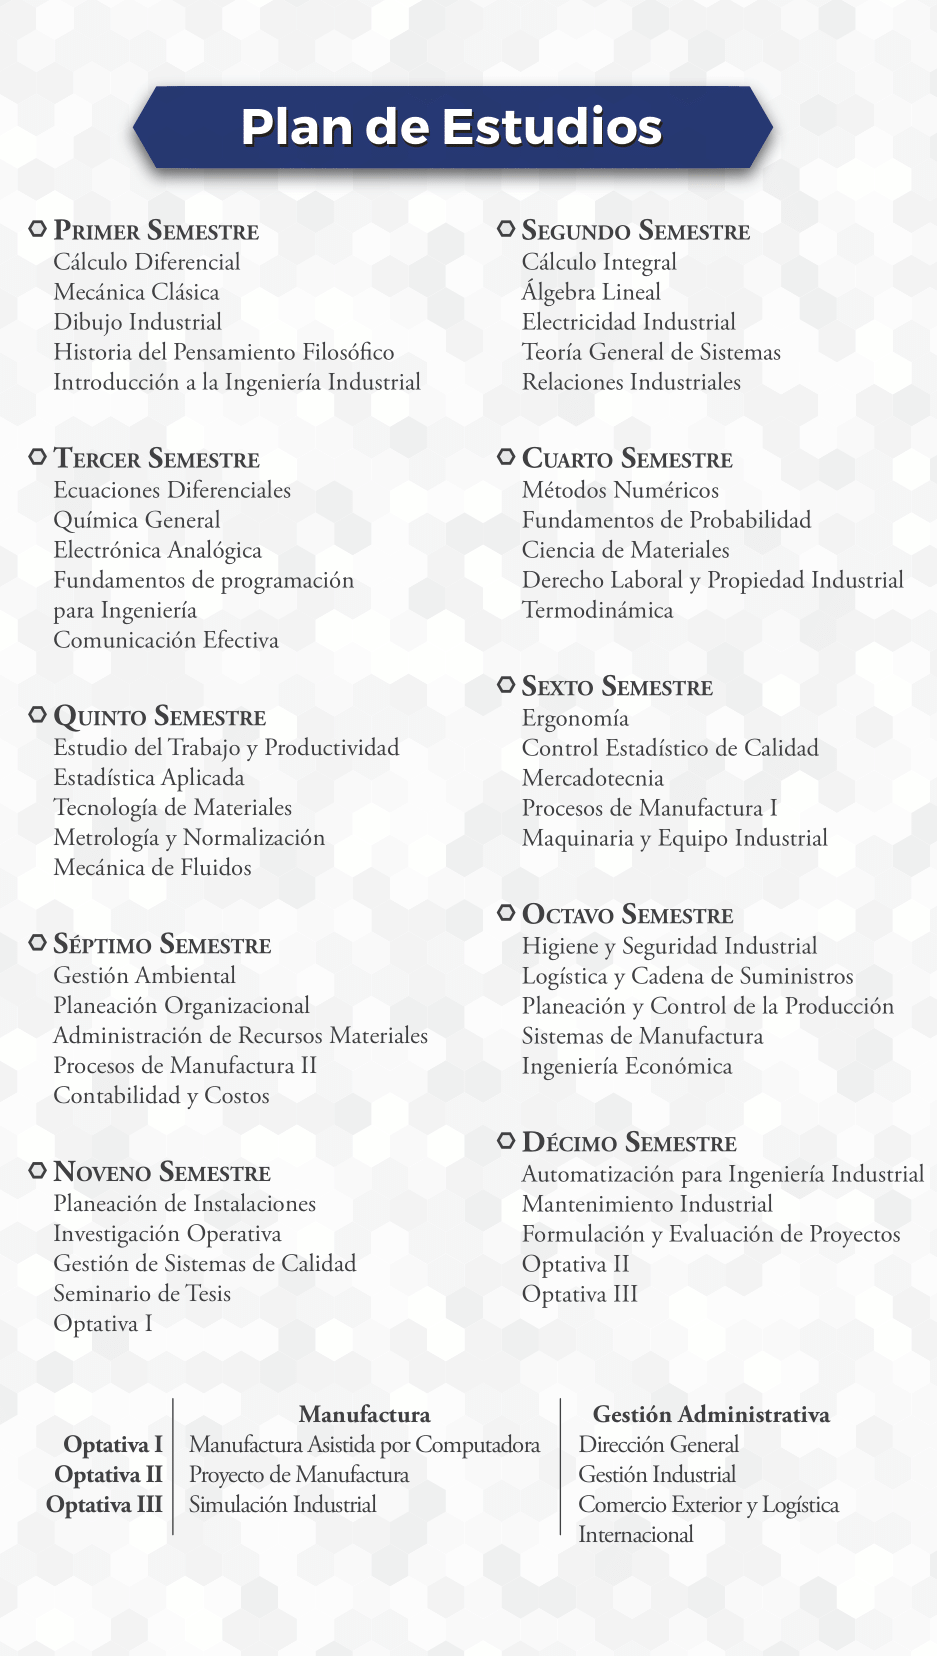 Plan de Estudios
Primer Semestre
Cálculo Diferencial
Mecánica Clásica
Dibujo Industrial
Historia del Pensamiento Filosófico
Introducción a la Ingeniería Industrial
Segundo Semestre
Cálculo Integral
Álgebra Lineal
Electricidad Industrial
Teoría General de Sistemas
Relaciones Industriales
Tercer Semestre
Ecuaciones Diferenciales
Química General
Electrónica Analógica
Fundamentos de programación
para Ingeniería
Comunicación Efectiva
Cuarto Semestre
Métodos Numéricos
Fundamentos de Probabilidad
Ciencia de Materiales
Derecho Laboral y Propiedad Industrial
Termodinámica
Quinto Semestre
Estudio del Trabajo y Productividad
Estadística Aplicada
Tecnología de Materiales
Metrología y Normalización
Mecánica de Fluidos
Sexto Semestre
Ergonomía
Control Estadístico de Calidad
Mercadotecnia
Procesos de Manufactura I
Maquinaria y Equipo Industrial
Séptimo Semestre
Gestión Ambiental
Planeación Organizacional
Administración de Recursos Materiales
Procesos de Manufactura II
Contabilidad y Costos
Octavo Semestre
Higiene y Seguridad Industrial
Logística y Cadena de Suministros
Planeación y Control de la Producción
Sistemas de Manufactura
Ingeniería Económica
Noveno Semestre
Planeación de Instalaciones
Investigación Operativa
Gestión de Sistemas de Calidad
Seminario de Tesis
Optativa I
Décimo Semestre
Automatización para Ingeniería Industrial
Mantenimiento Industrial
Formulación y Evaluación de Proyectos
Optativa II
Optativa III
Manufactura Gestión Administrativa
Optativa I Manufactura Asistida por Computadora Dirección General
Optativa II Proyecto de Manufactura Gestión Industrial
Optativa III Simulación Industrial Comercio Exterior y Logística
Internacional